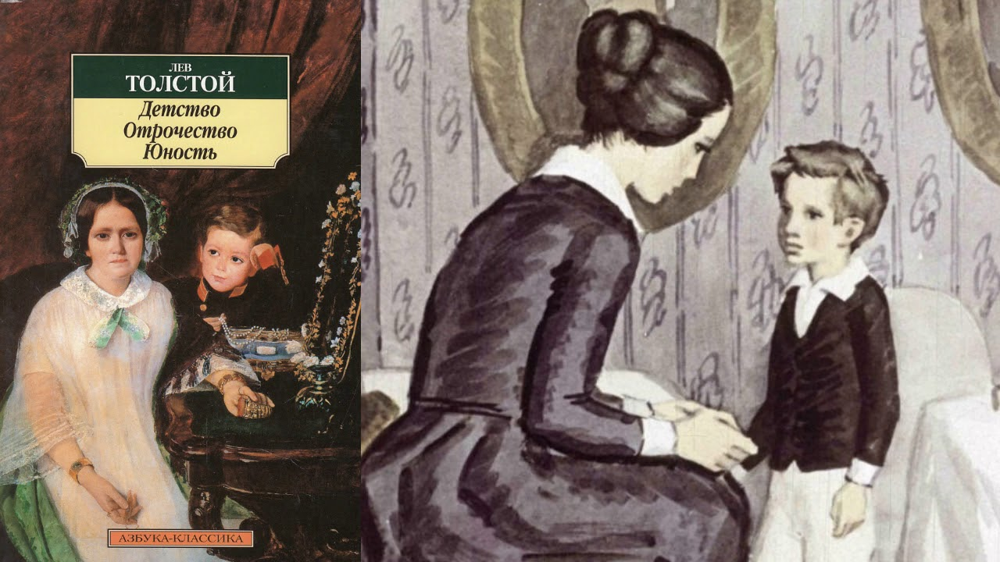 ЛЕВ
ТОЛСТОЙ
Детство
Отрочество
Юность
АЗБУКА-КЛАССИКА